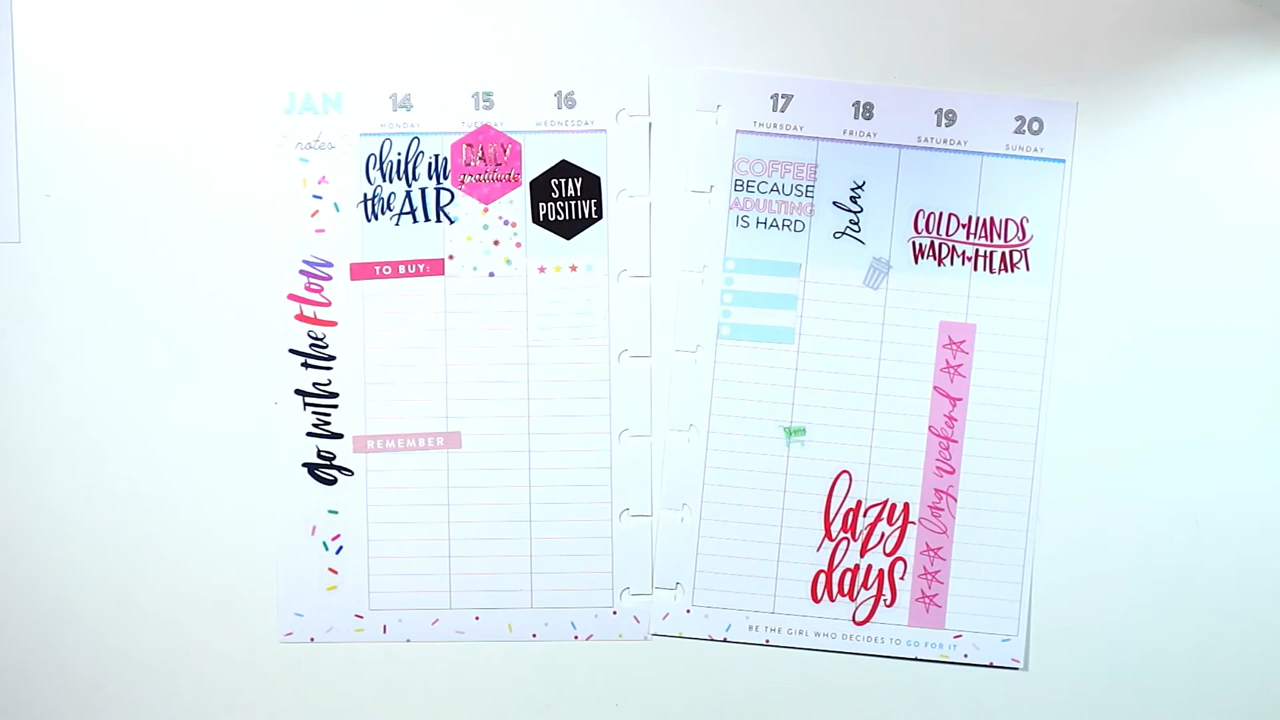 JAN
14
15
16
MONDAY
TUESDAY
WEDNESDAY
notes
chill in
the AIR
DAILY
gratitude
STAY
POSITIVE
TO BUY:
go with the Flow
REMEMBER
17
18
19
20
THURSDAY
FRIDAY
SATURDAY
SUNDAY
COFFEE
BECAUSE
ADULTING
IS HARD
relax
COLD HANDS
WARM HEART
long weekend
lazy
days
BE THE GIRL WHO DECIDES TO GO FOR IT